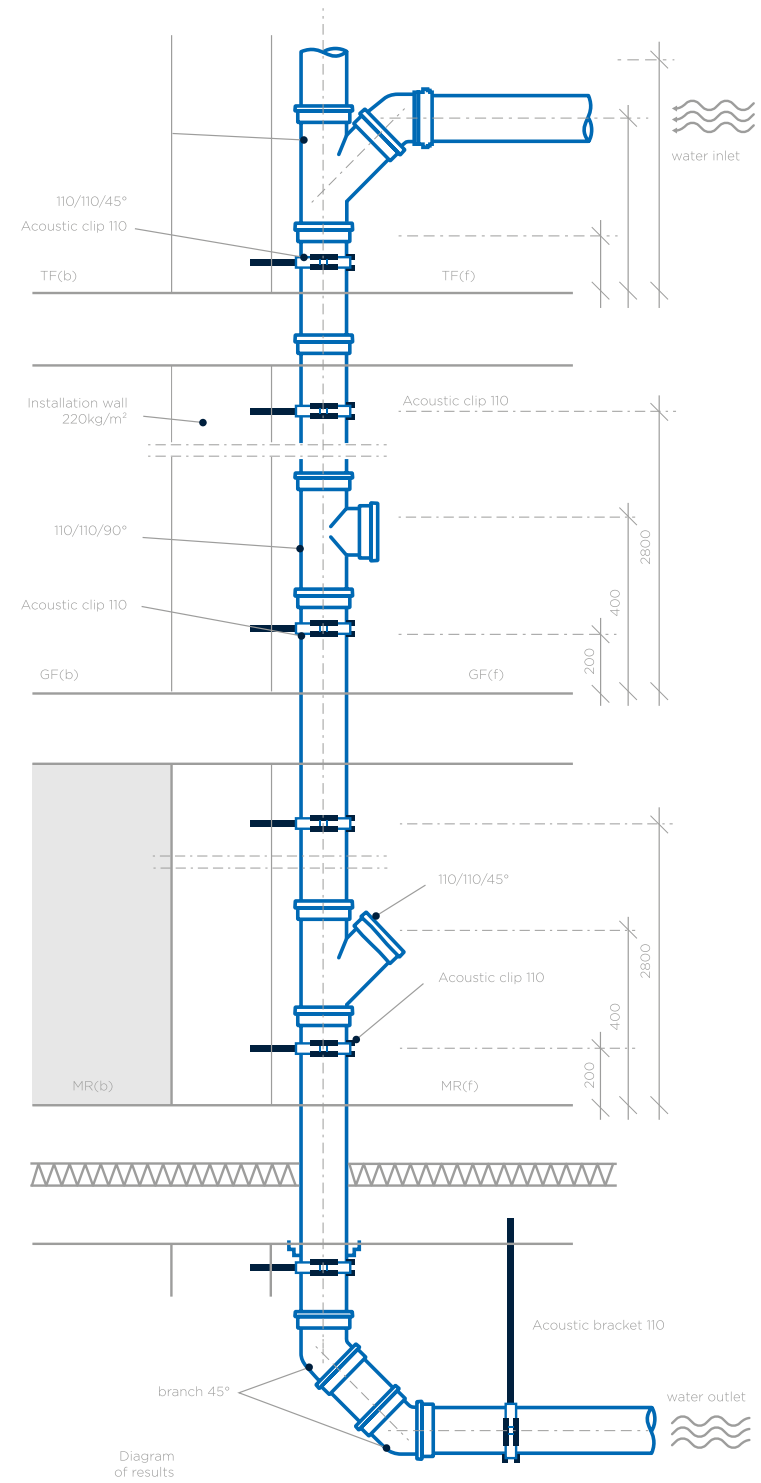 water inlet
110/110/45°
Acoustic clip 110
TF(b)
TF(f)
Installation wall
220kg/m²
Acoustic clip 110
110/110/90°
2800
400
Acoustic clip 110
200
GF(b)
GF(f)
110/110/45°
2800
Acoustic clip 110
400
200
MR(b)
MR(f)
Acoustic bracket 110
branch 45°
water outlet
Diagram
of results